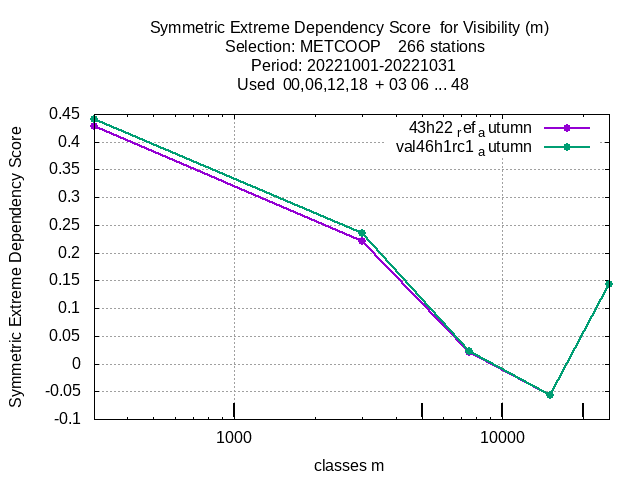 Symmetric Extreme Dependency Score for Visibility (m)
Selection: METCOOP 266 stations
Period: 20221001-20221031
Used 00,06,12,18 + 03 06 ... 48
43h22 ref autumn
val46h1rc1 autumn
Symmetric Extreme Dependency Score
0.45
0.4
0.35
0.3
0.25
0.2
0.15
0.1
0.05
0
-0.05
-0.1
1000 10000
classes m